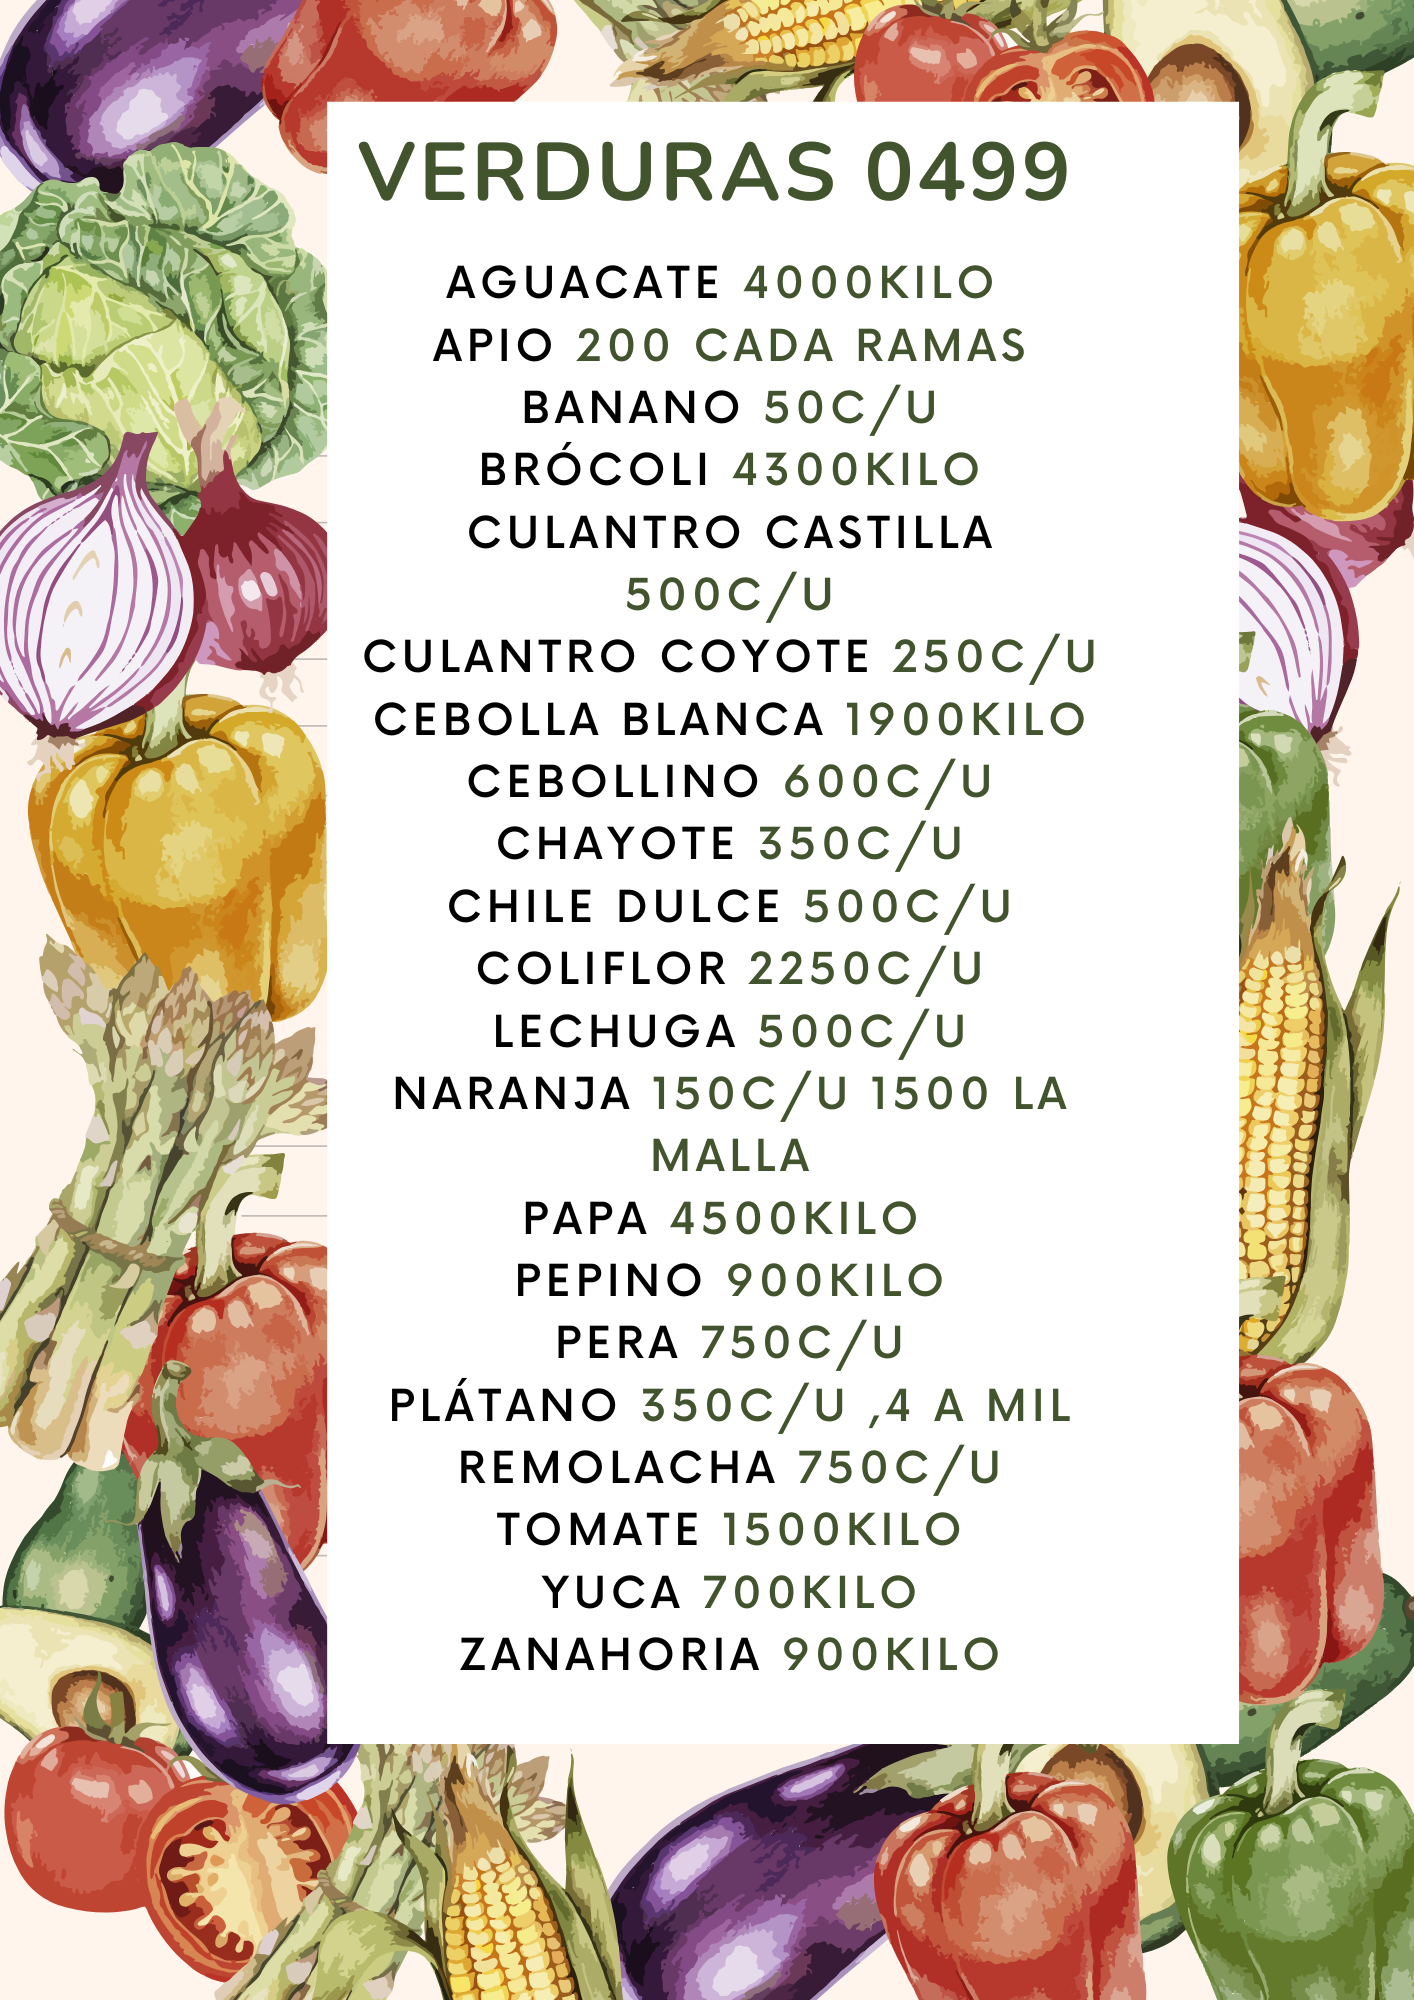 VERDURAS 0499
AGUACATE 4000KILO
APIO 200 CADA RAMAS
BANANO 50C/U
BRÓCOLI 4300KILO
CULANTRO CASTILLA
500C/U
CULANTRO COYOTE 250C/U
CEBOLLA BLANCA 1900KILO
CEBOLLINO 600C/U
CHAYOTE 350C/U
CHILE DULCE 500C/U
COLIFLOR 2250C/U
LECHUGA 500C/U
NARANJA 150C/U 1500 LA
MALLA
PAPA 4500KILO
PEPINO 900KILO
PERA 750C/U
PLÁTANO 350C/U ,4 A MIL
REMOLACHA 750C/U
TOMATE 1500KILO
YUCA 700KILO
ZANAHORIA 900KILO